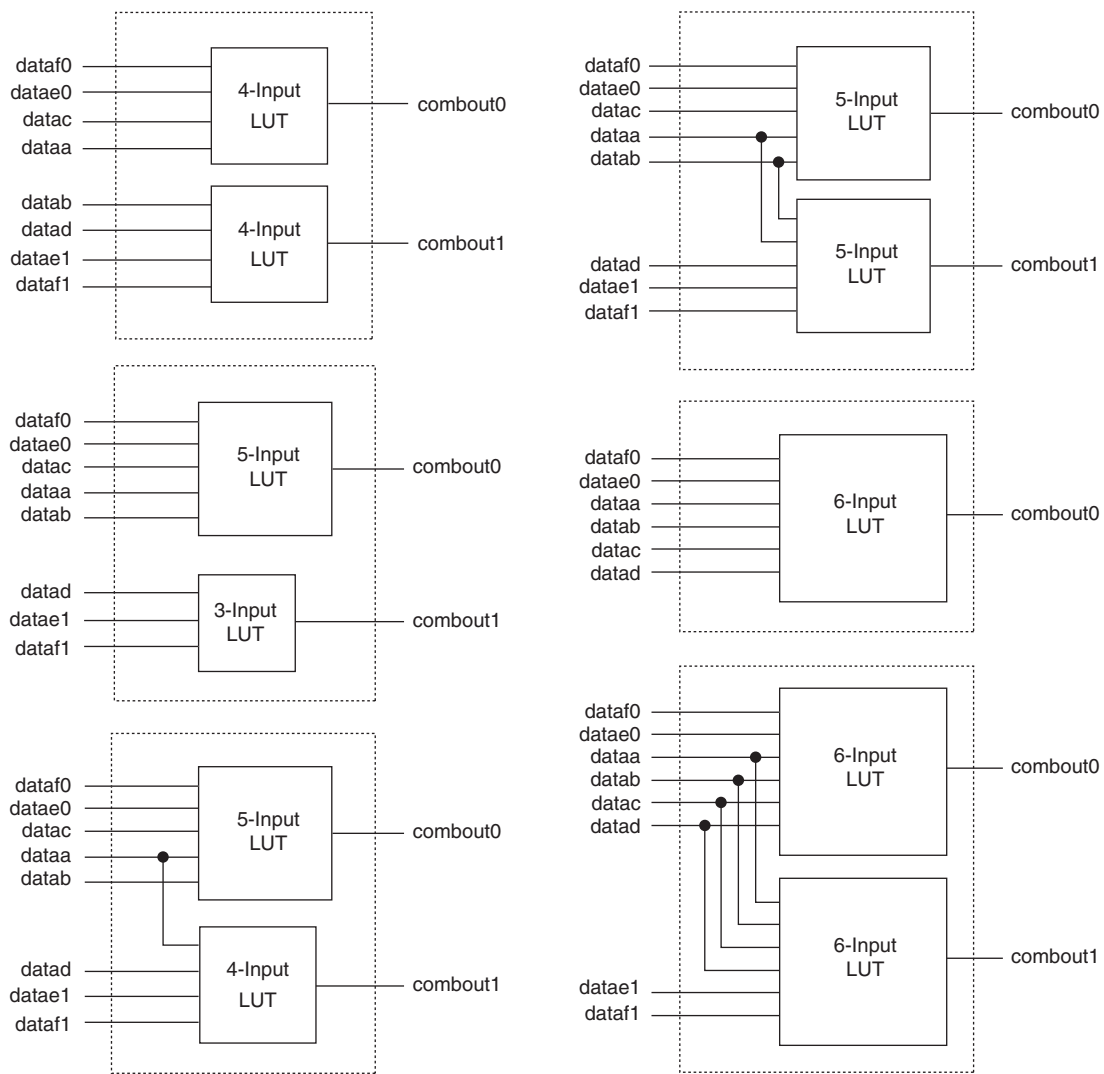 dataf0
datae0
datac
dataa
4-Input
LUT
combout0
datab
datad
datae1
dataf1
4-Input
LUT
combout1
dataf0
datae0
datac
dataa
datab
5-Input
LUT
combout0
datad
datae1
dataf1
3-Input
LUT
combout1
dataf0
datae0
datac
dataa
datab
5-Input
LUT
combout0
datad
datae1
dataf1
4-Input
LUT
combout1
dataf0
datae0
datac
dataa
datab
5-Input
LUT
combout0
datad
datae1
dataf1
5-Input
LUT
combout1
dataf0
datae0
dataa
datab
datac
datad
6-Input
LUT
combout0
dataf0
datae0
dataa
datab
datac
datad
6-Input
LUT
combout0
datae1
dataf1
6-Input
LUT
combout1